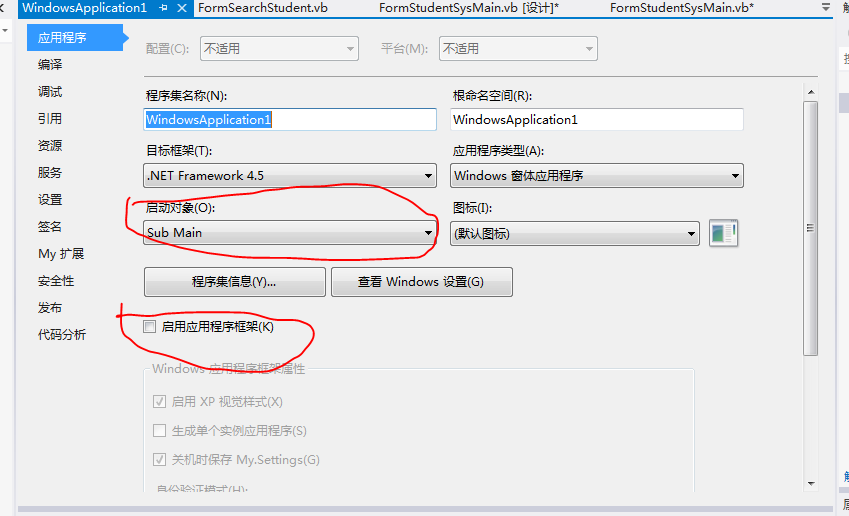 WindowsApplication1 FormSearchStudent.vb FormStudentSysMain.vb [设计]* FormStudentSysMain.vb*
应用程序
编译
调试
引用
资源
服务
设置
签名
My 扩展
安全性
发布
代码分析
配置(C): 不适用 平台(M): 不适用
程序集名称(N): 根命名空间(R):
WindowsApplication1 WindowsApplication1
目标框架(T): 应用程序类型(A):
.NET Framework 4.5 Windows 窗体应用程序
启动对象(O): 图标(I):
Sub Main (默认图标)
程序集信息(Y)... 查看 Windows 设置(G)
启用应用程序框架(K)
Windows 应用程序框架属性
启用 XP 视觉样式(X)
生成单个实例应用程序(S)
关机时保存 My.Settings(G)
身份验证模式(H):